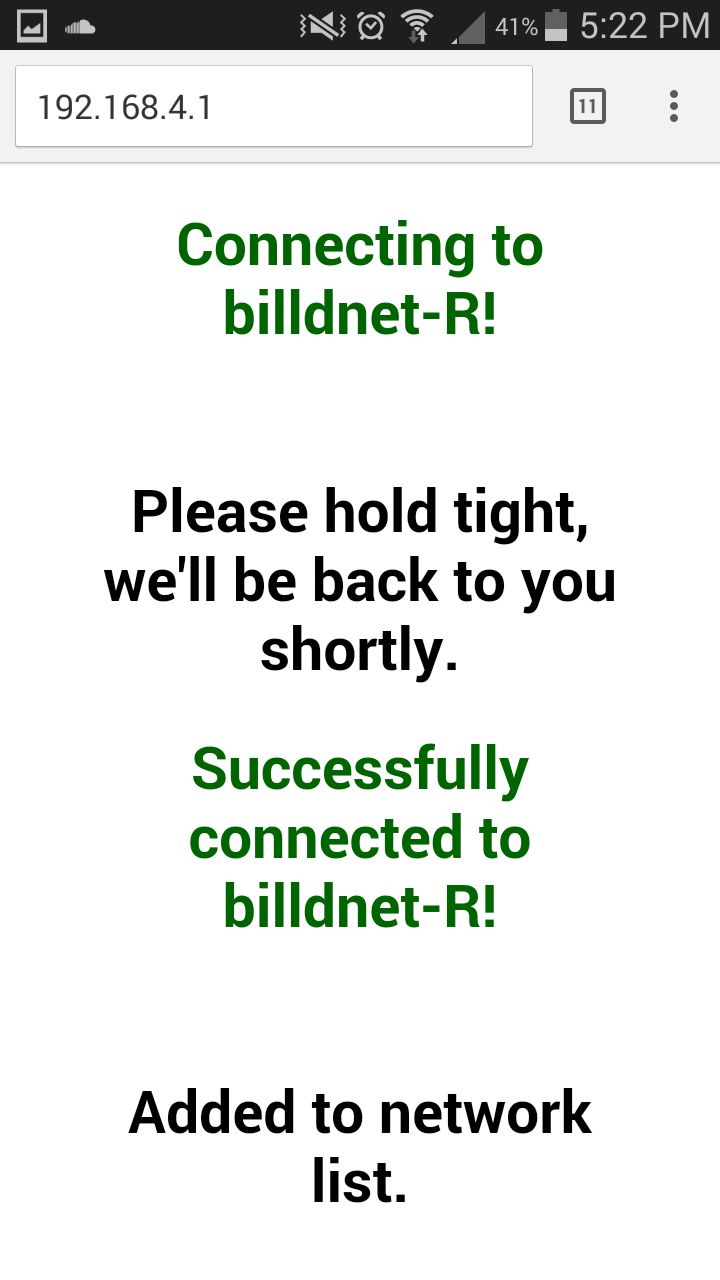 41% 5:22 PM
192.168.4.1 11
Connecting to
billdnet-R!
Please hold tight,
we'll be back to you
shortly.
Successfully
connected to
billdnet-R!
Added to network
list.